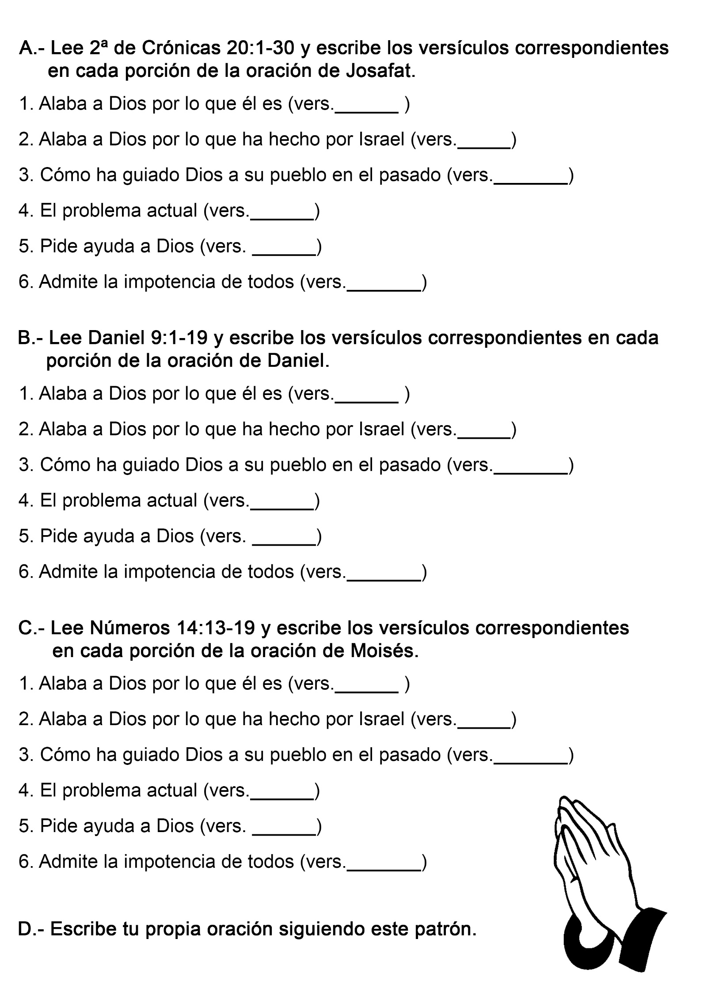 A.- Lee 2ª de Crónicas 20:1-30 y escribe los versículos correspondientes
en cada porción de la oración de Josafat.
1. Alaba a Dios por lo que él es (vers.______ )
2. Alaba a Dios por lo que ha hecho por Israel (vers._____)
3. Cómo ha guiado Dios a su pueblo en el pasado (vers._______)
4. El problema actual (vers.______)
5. Pide ayuda a Dios (vers. ______)
6. Admite la impotencia de todos (vers._______)
B.- Lee Daniel 9:1-19 y escribe los versículos correspondientes en cada
porción de la oración de Daniel.
1. Alaba a Dios por lo que él es (vers.______ )
2. Alaba a Dios por lo que ha hecho por Israel (vers._____)
3. Cómo ha guiado Dios a su pueblo en el pasado (vers._______)
4. El problema actual (vers.______)
5. Pide ayuda a Dios (vers. ______)
6. Admite la impotencia de todos (vers._______)
C.- Lee Números 14:13-19 y escribe los versículos correspondientes
en cada porción de la oración de Moisés.
1. Alaba a Dios por lo que él es (vers.______ )
2. Alaba a Dios por lo que ha hecho por Israel (vers._____)
3. Cómo ha guiado Dios a su pueblo en el pasado (vers._______)
4. El problema actual (vers.______)
5. Pide ayuda a Dios (vers. ______)
6. Admite la impotencia de todos (vers._______)
D.- Escribe tu propia oración siguiendo este patrón.